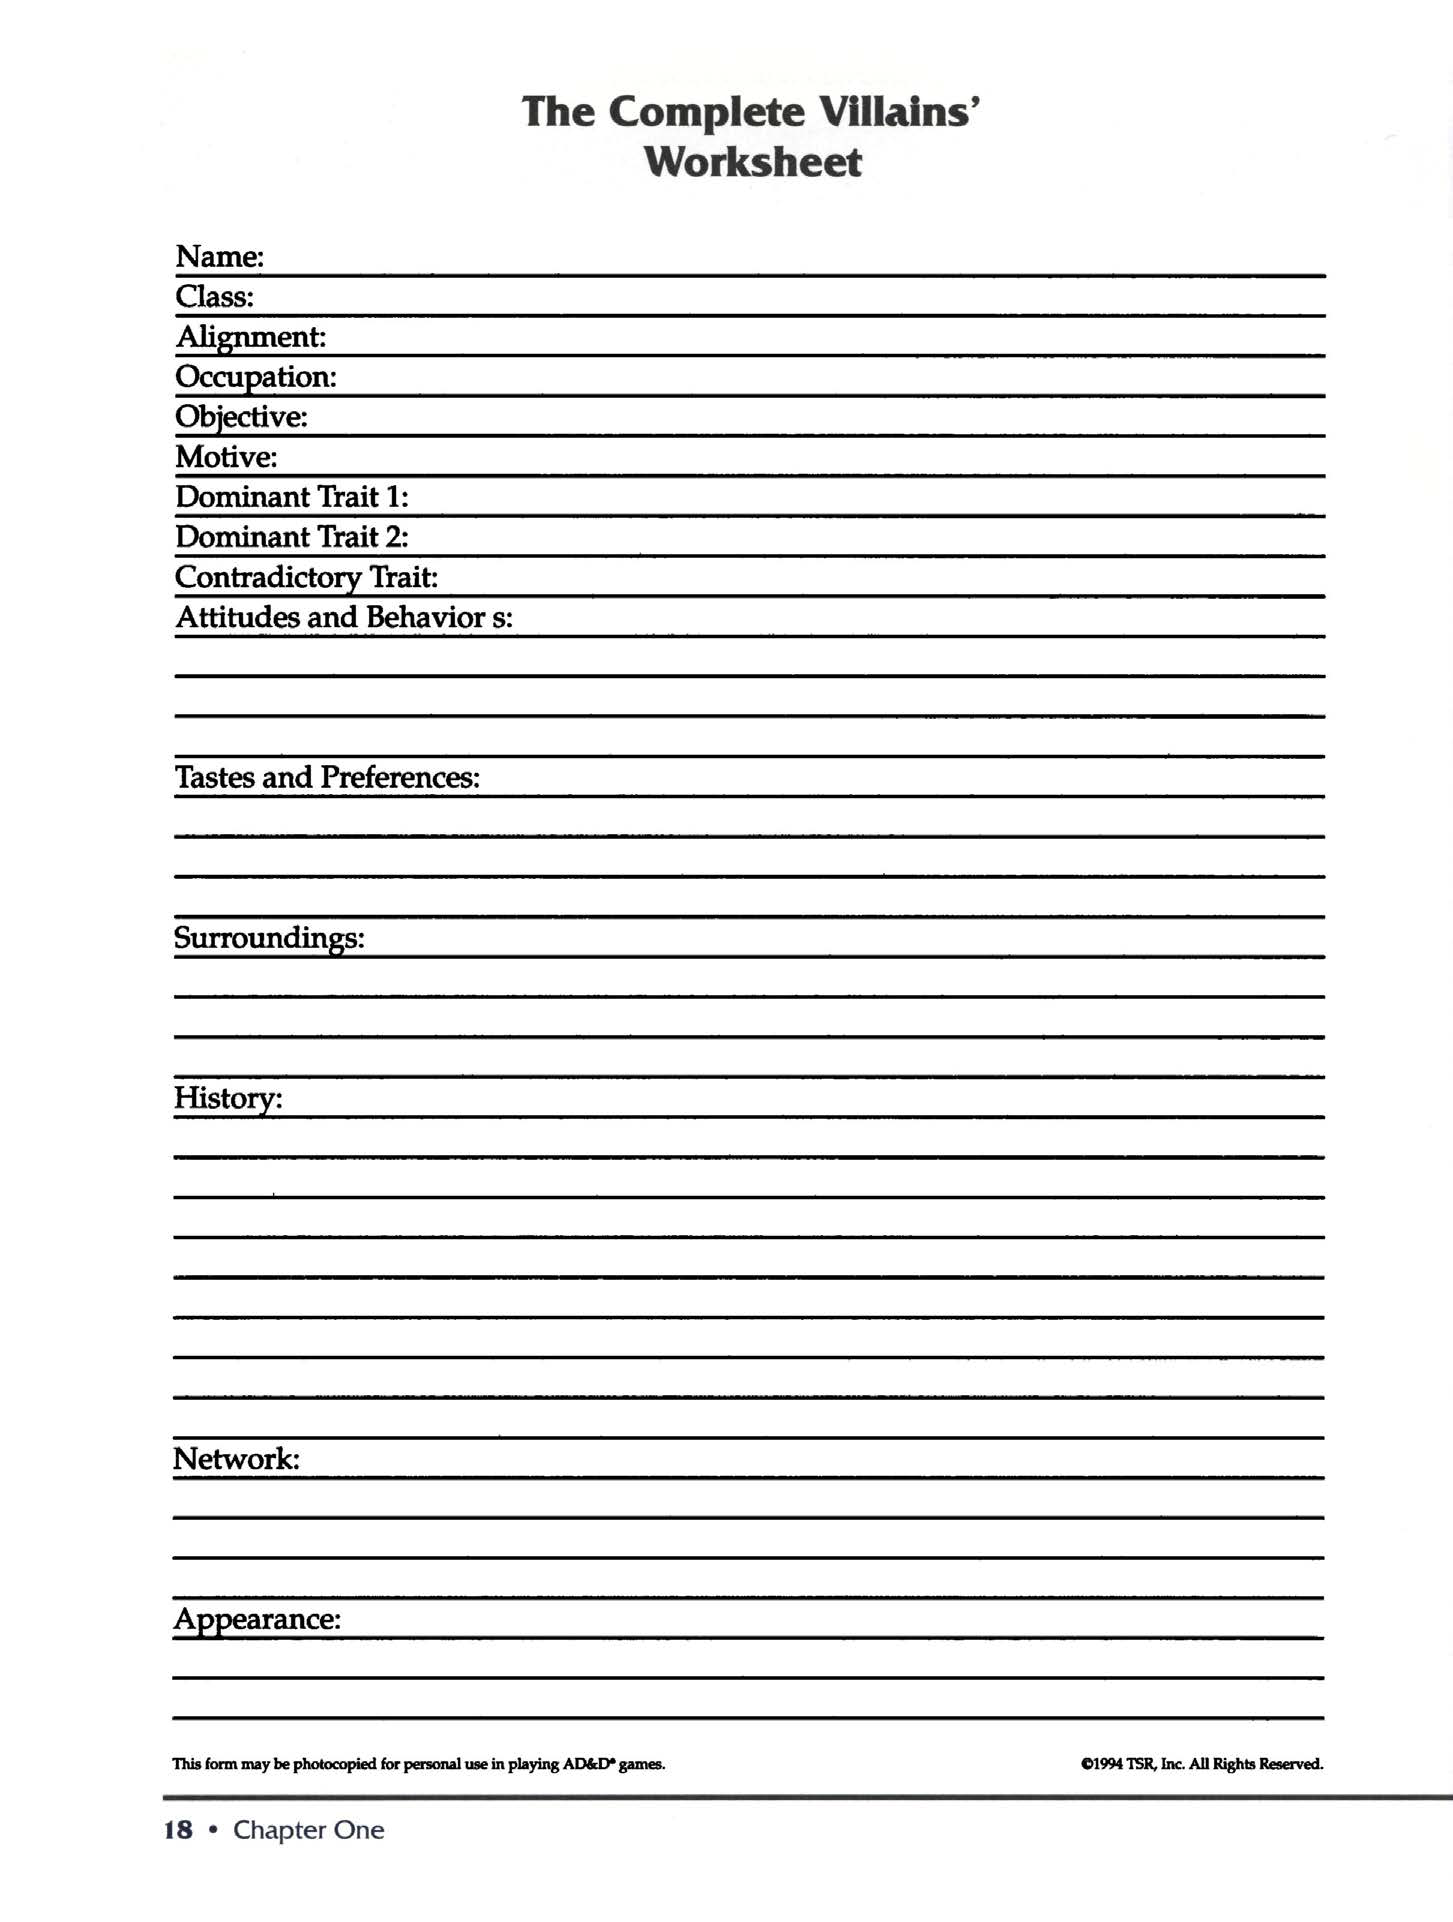 The Complete Villains’
Worksheet
Name:
Class:
Alignment:
Occupation:
Objective:
Motive:
Dominant Trait 1:
Dominant Trait 2:
Contradictory Trait:
Attitudes and Behavior s:
Tastes and Preferences:
Surroundings:
History:
Network:
Appearance:
This form may be photocopied for personal use in playing AD&D® games. ©1994 TSR, Inc. All Rights Reserved.
18 • Chapter One